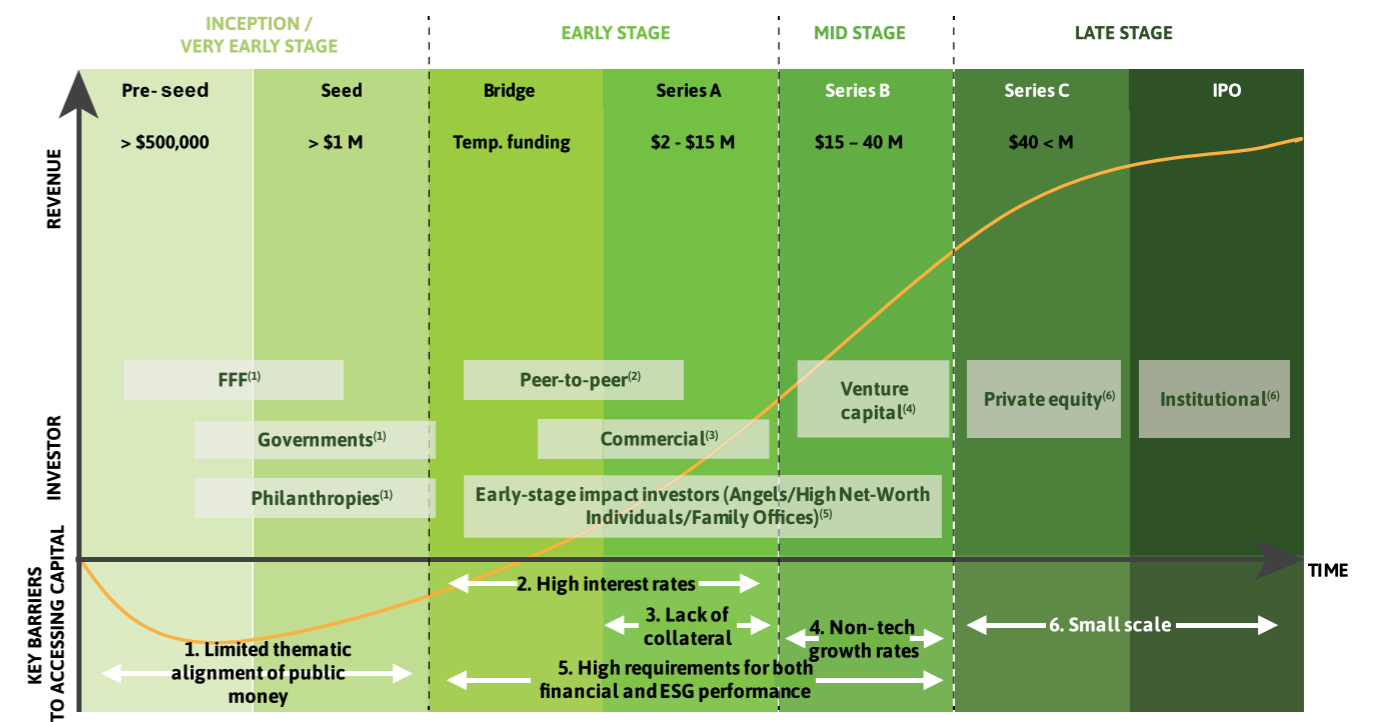 INCEPTION /
VERY EARLY STAGE
EARLY STAGE
MID STAGE
LATE STAGE
Pre- seed
Seed
Bridge
Series A
Series B
Series C
IPO
> $500,000
> $1 M
Temp. funding
$2 - $15 M
$15 – 40 M
$40 < M
REVENUE
INVESTOR
KEY BARRIERS
TO ACCESSING CAPITAL
FFF(1)
Governments(1)
Philanthropies(1)
Peer-to-peer(2)
Commercial(3)
Early-stage impact investors (Angels/High Net-Worth
Individuals/Family Offices)(5)
Venture
capital(4)
Private equity(6)
Institutional(6)
TIME
1. Limited thematic
alignment of public
money
2. High interest rates
3. Lack of
collateral
4. Non- tech
growth rates
5. High requirements for both
financial and ESG performance
6. Small scale